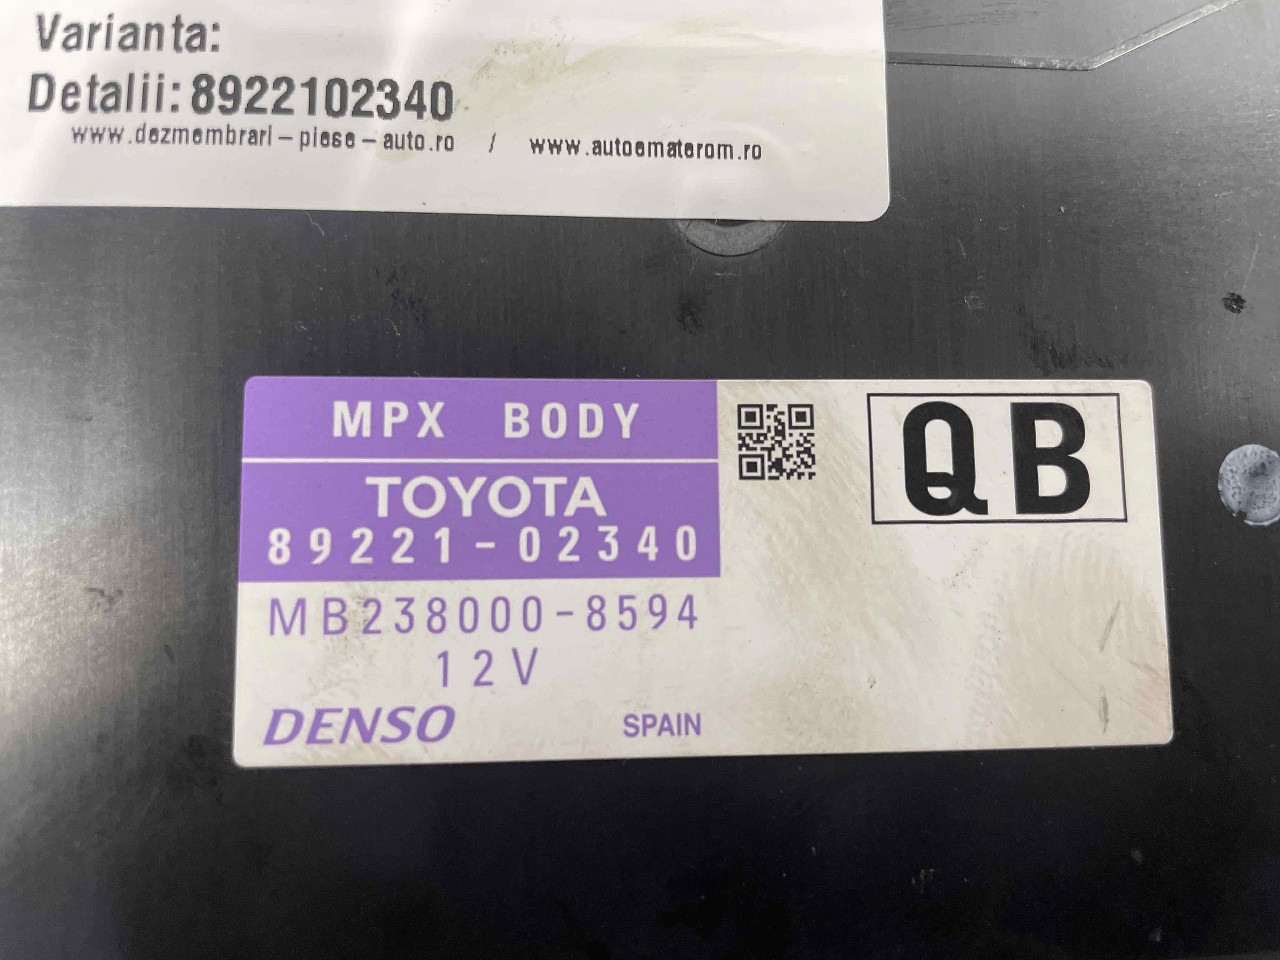 Varianta:
Detalii: 8922102340
www.dezmembrari-piese-auto.ro / www.autoematerom.ro
MPX BODY
TOYOTA
89221-02340
MB238000-8594
12V
DENSO SPAIN
QB